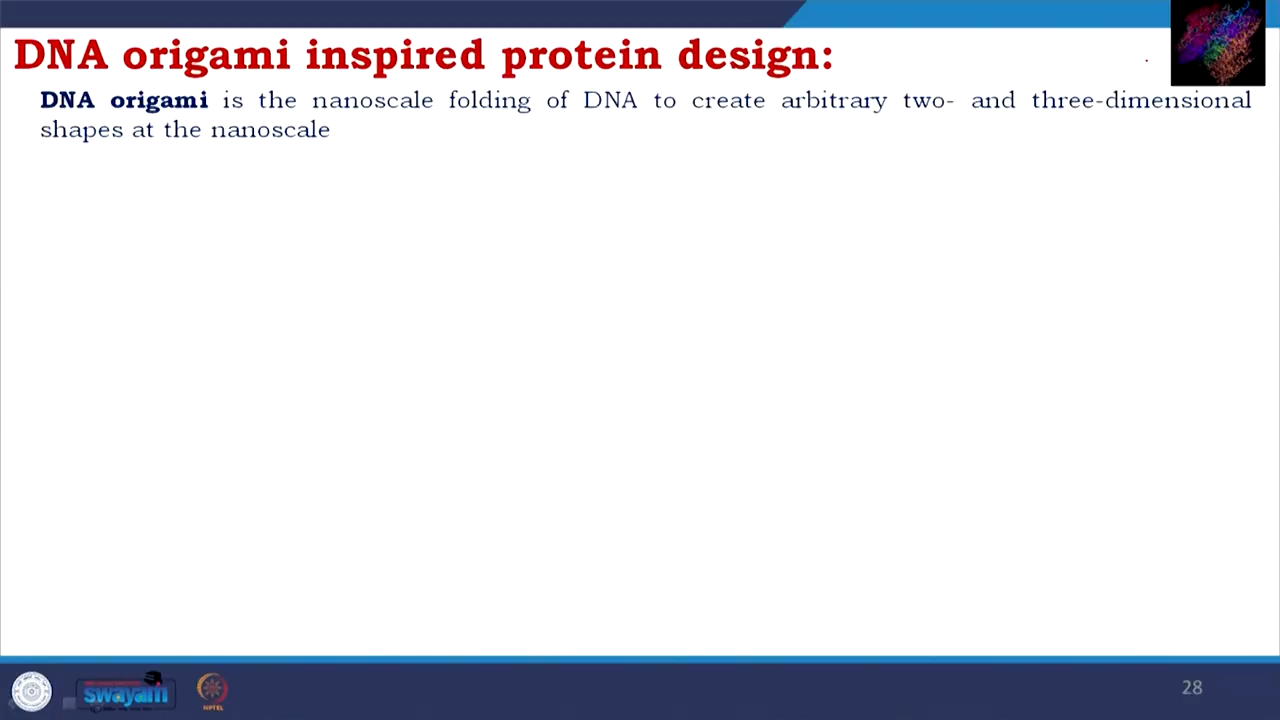 DNA origami inspired protein design:
DNA origami is the nanoscale folding of DNA to create arbitrary two- and three-dimensional
shapes at the nanoscale
swayam
NPTEL
28